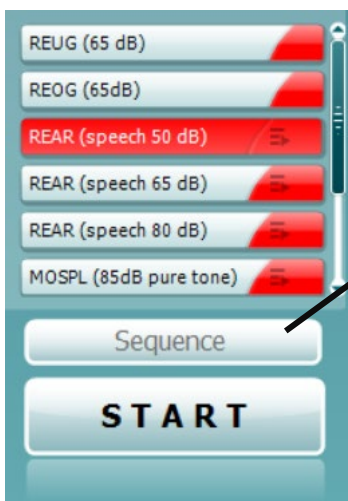 REUG (65 dB)
REOG (65dB)
REAR (speech 50 dB)
REAR (speech 65 dB)
REAR (speech 80 dB)
MOSPL (85dB pure tone)
Sequence
START